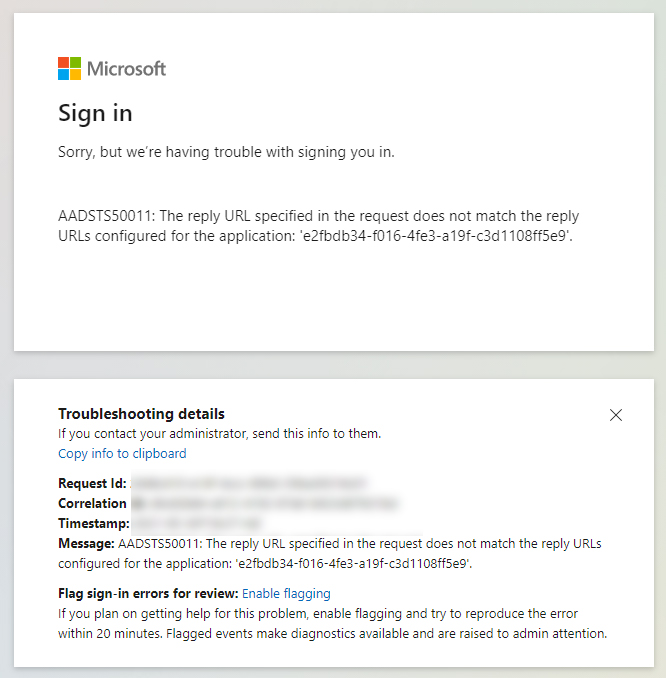 Microsoft
Sign in
Sorry, but we're having trouble with signing you in.
AADSTS50011: The reply URL specified in the request does not match the reply
URLs configured for the application: 'e2fbdb34-f016-4fe3-a19f-c3d1108ff5e9'.
Troubleshooting details
If you contact your administrator, send this info to them.
Copy info to clipboard
Request Id:
Correlation
Timestamp:
Message: AADSTS50011: The reply URL specified in the request does not match the reply URLs
configured for the application: 'e2fbdb34-f016-4fe3-a19f-c3d1108ff5e9'.
Flag sign-in errors for review: Enable flagging
If you plan on getting help for this problem, enable flagging and try to reproduce the error
within 20 minutes. Flagged events make diagnostics available and are raised to admin attention.